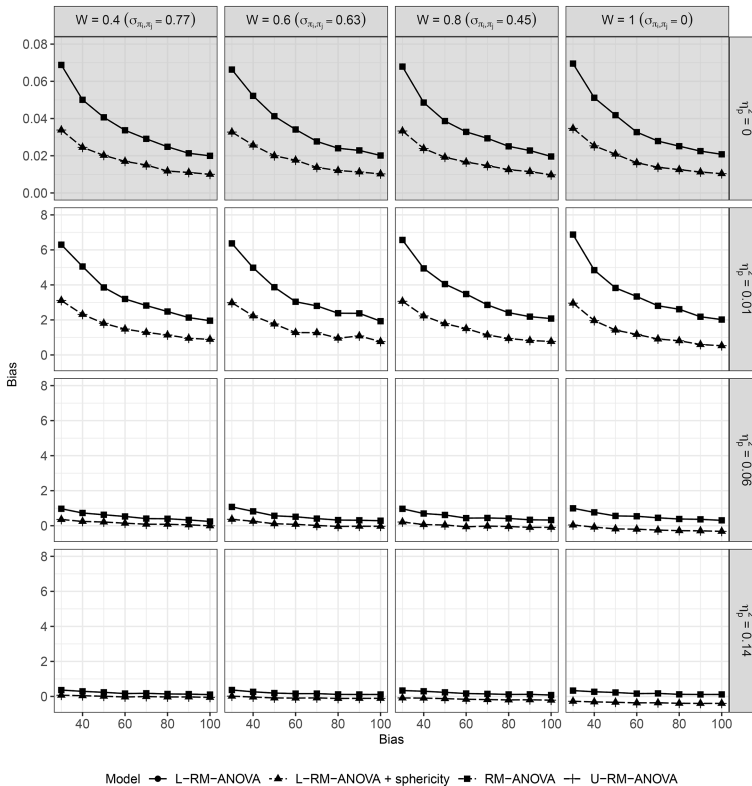 W = 0.4 (σπᵢ,πⱼ = 0.77)
W = 0.6 (σπᵢ,πⱼ = 0.63)
W = 0.8 (σπᵢ,πⱼ = 0.45)
W = 1 (σπᵢ,πⱼ = 0)
0.08
0.06
0.04
0.02
0.00
η²ₚ = 0
8
6
4
2
0
η²ₚ = 0.01
8
6
4
2
0
η²ₚ = 0.06
8
6
4
2
0
η²ₚ = 0.14
Bias
40 60 80 100
40 60 80 100
40 60 80 100
40 60 80 100
Bias
Model L−RM−ANOVA L−RM−ANOVA + sphericity RM−ANOVA U−RM−ANOVA